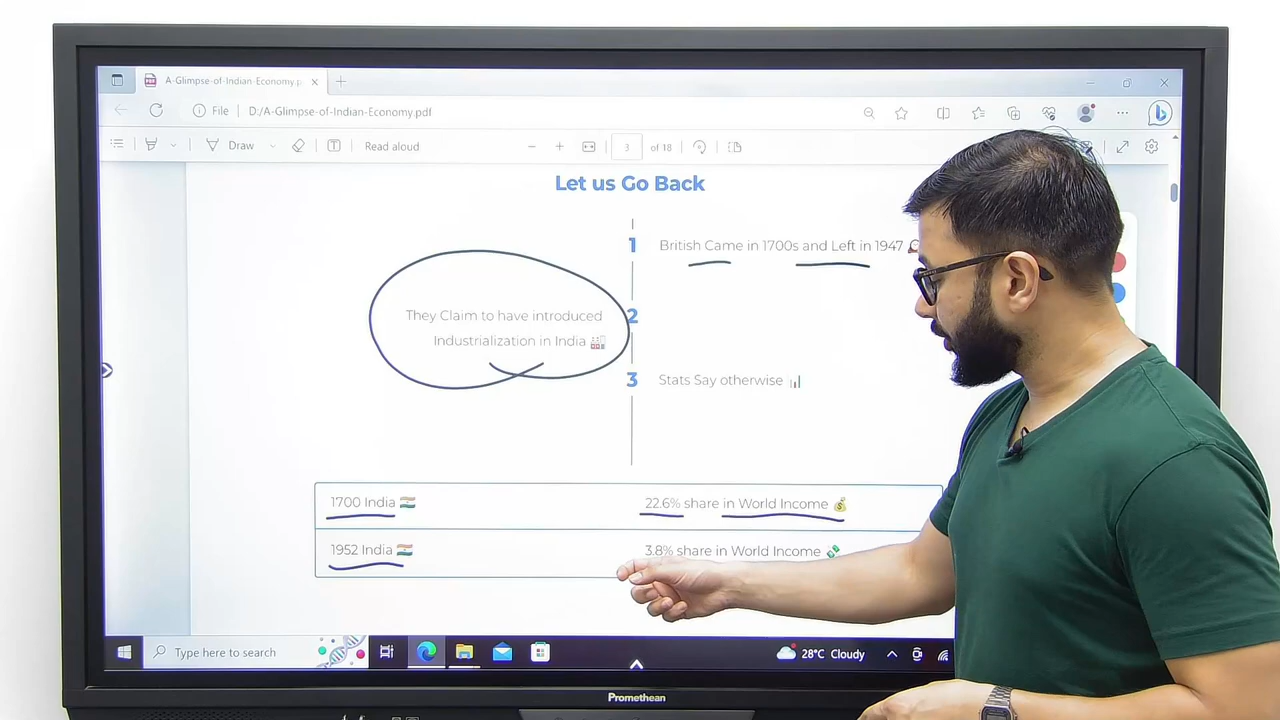 A-Glimpse-of-Indian-Economy.p
File
D:/A-Glimpse-of-Indian-Economy.pdf
Draw
Read aloud
3 of 18
Let us Go Back
1 British Came in 1700s and Left in 1947
They Claim to have introduced 2
Industrialization in India
3 Stats Say otherwise
1700 India 22.6% share in World Income
1952 India 3.8% share in World Income
Type here to search
28°C Cloudy
Promethean